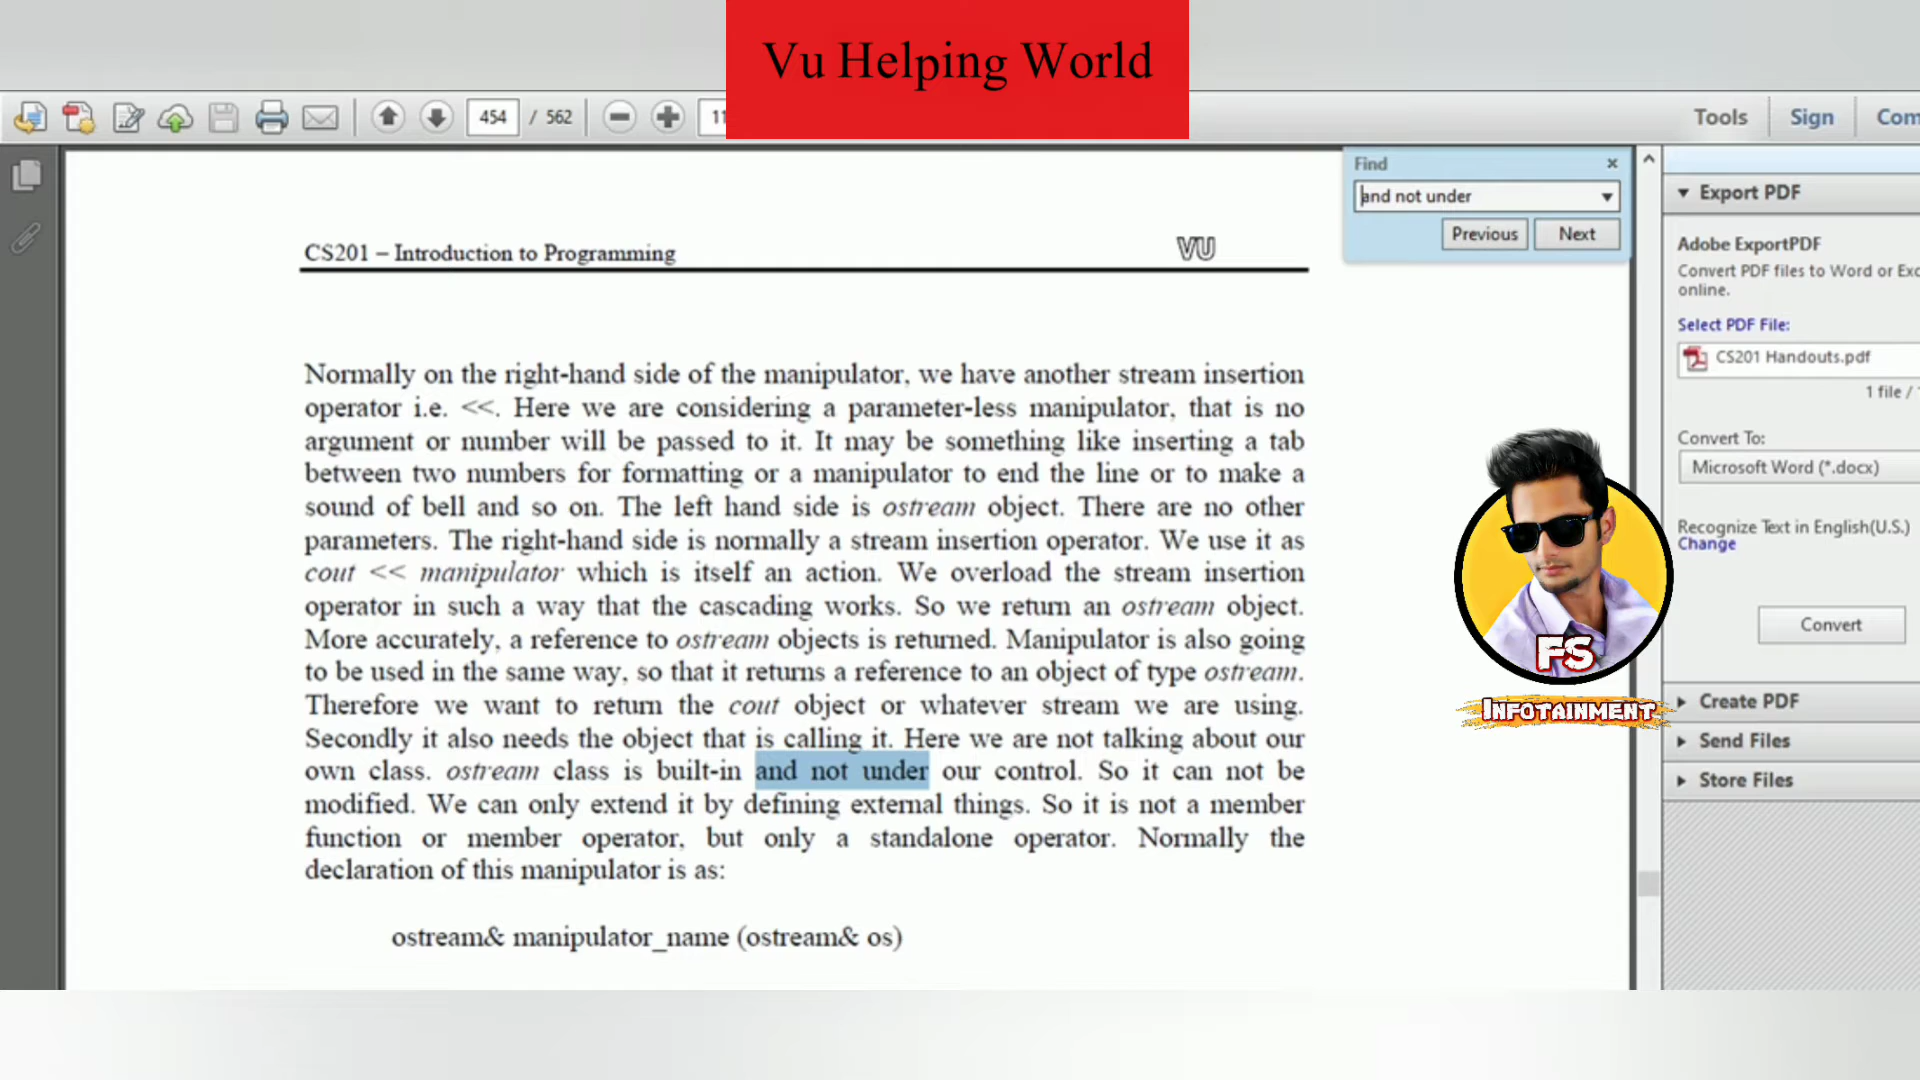 Vu Helping World
454 / 562
Tools
Sign
Find
and not under
Previous
Next
CS201 – Introduction to Programming
VU
Normally on the right-hand side of the manipulator, we have another stream insertion
operator i.e. <<. Here we are considering a parameter-less manipulator, that is no
argument or number will be passed to it. It may be something like inserting a tab
between two numbers for formatting or a manipulator to end the line or to make a
sound of bell and so on. The left hand side is ostream object. There are no other
parameters. The right-hand side is normally a stream insertion operator. We use it as
cout << manipulator which is itself an action. We overload the stream insertion
operator in such a way that the cascading works. So we return an ostream object.
More accurately, a reference to ostream objects is returned. Manipulator is also going
to be used in the same way, so that it returns a reference to an object of type ostream.
Therefore we want to return the cout object or whatever stream we are using.
Secondly it also needs the object that is calling it. Here we are not talking about our
own class. ostream class is built-in and not under our control. So it can not be
modified. We can only extend it by defining external things. So it is not a member
function or member operator, but only a standalone operator. Normally the
declaration of this manipulator is as:
ostream& manipulator_name (ostream& os)
Export PDF
Adobe ExportPDF
Convert PDF files to Word or
online.
Select PDF File:
CS201 Handouts.pdf
1 file /
Convert To:
Microsoft Word (*.docx)
Recognize Text in English(U.S.)
Change
Convert
Create PDF
Send Files
Store Files
FS
INFOTAINMENT